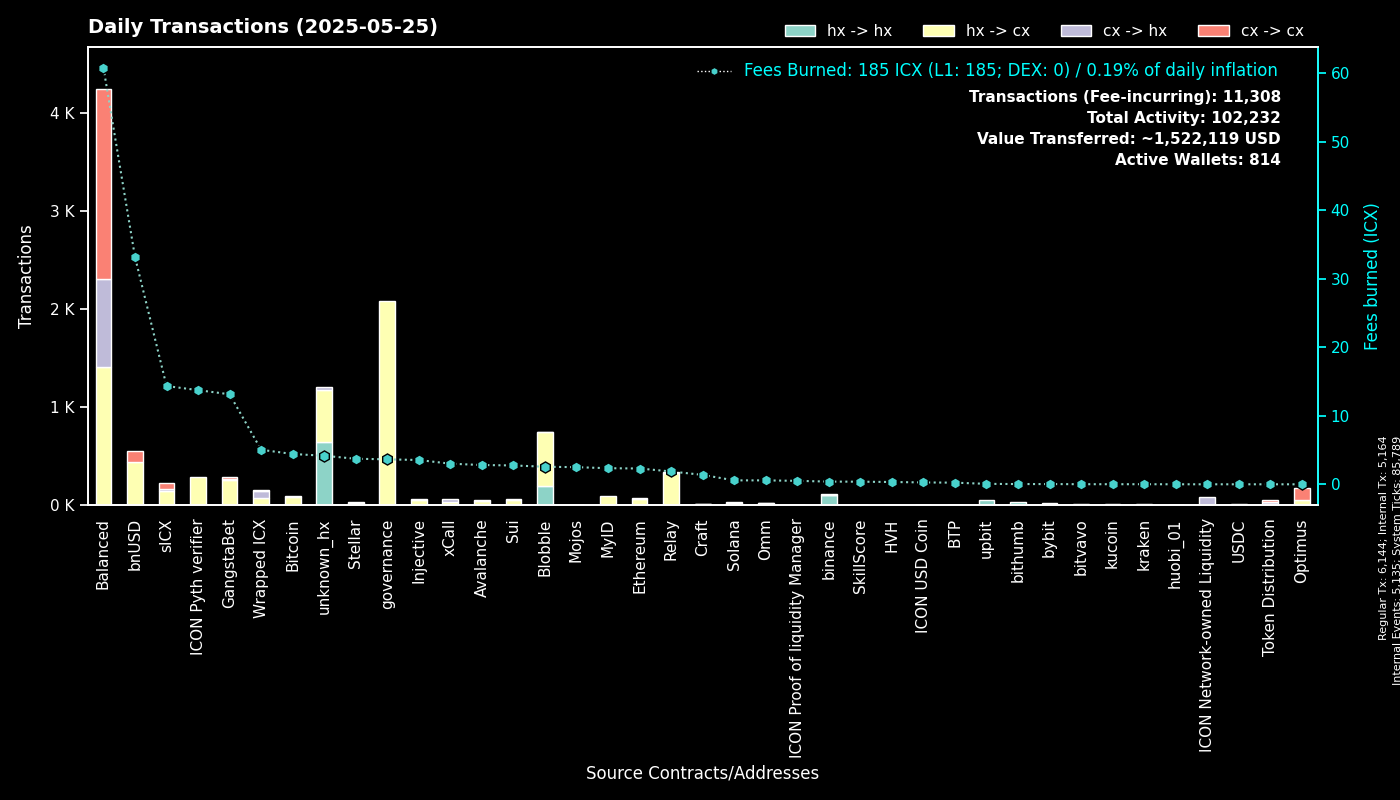 Daily Transactions (2025-05-25)
hx -> hx
hx -> cx
cx -> hx
cx -> cx
Fees Burned: 185 ICX (L1: 185; DEX: 0) / 0.19% of daily inflation
Transactions (Fee-incurring): 11,308
Total Activity: 102,232
Value Transferred: ~1,522,119 USD
Active Wallets: 814
Transactions
4 K
3 K
2 K
1 K
0 K
60
50
40
30
20
10
0
Fees burned (ICX)
Balanced
bnUSD
sICX
ICON Pyth verifier
GangstaBet
Wrapped ICX
Bitcoin
unknown_hx
Stellar
governance
Injective
xCall
Avalanche
Sui
Blobble
Mojos
MyID
Ethereum
Relay
Craft
Solana
Omm
ICON Proof of liquidity Manager
binance
SkillScore
HVH
ICON USD Coin
BTP
upbit
bithumb
bybit
bitvavo
kucoin
kraken
huobi_01
ICON Network-owned Liquidity
USDC
Token Distribution
Optimus
Source Contracts/Addresses
Regular Tx: 6,144; Internal Tx: 5,164
Internal Events: 5,135; System Ticks: 85,789